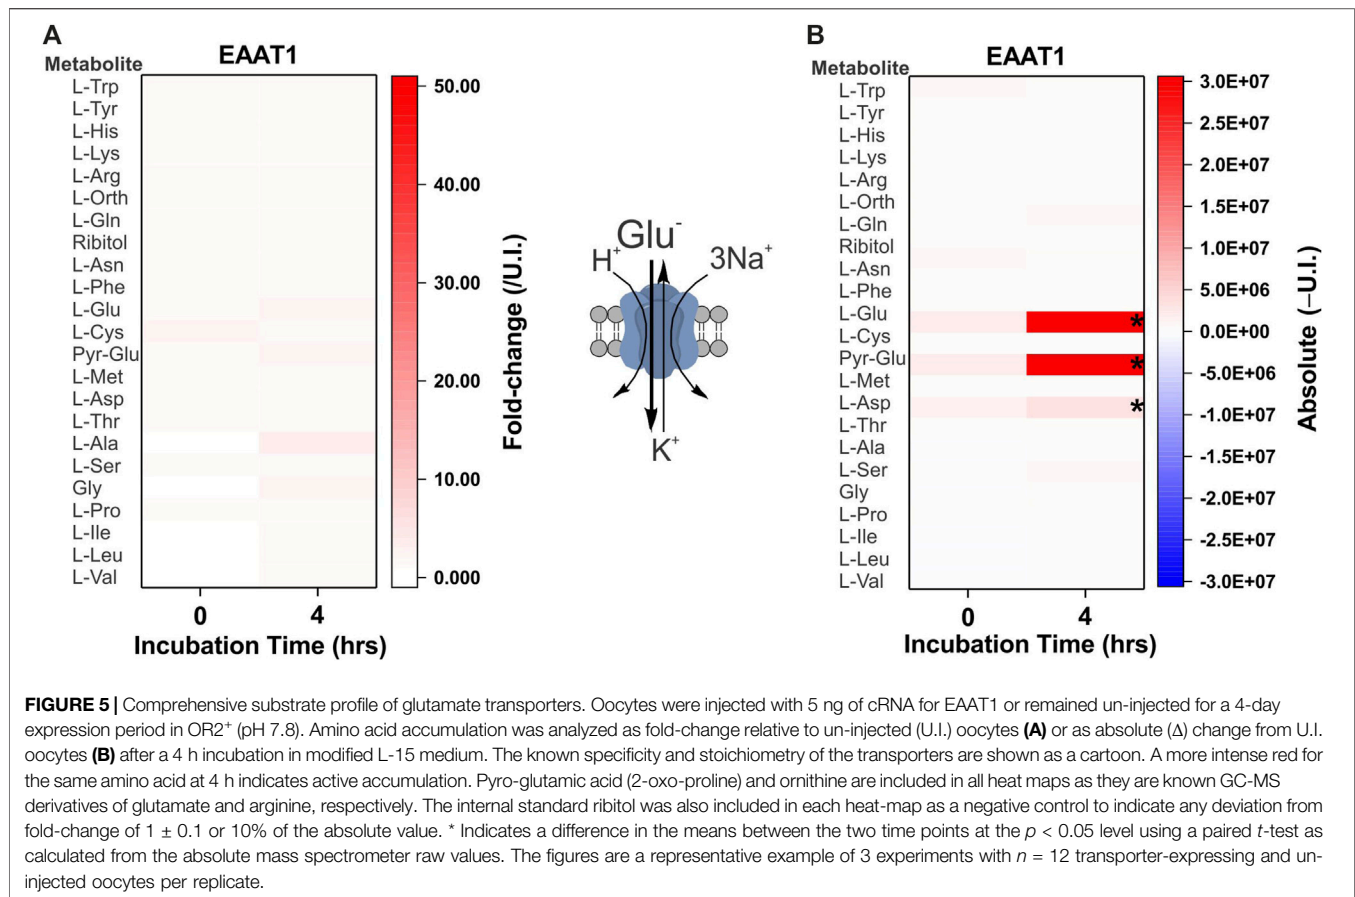 A
EAAT1
Metabolite
L-Trp
L-Tyr
L-His
L-Lys
L-Arg
L-Orth
L-Gln
Ribitol
L-Asn
L-Phe
L-Glu
L-Cys
Pyr-Glu
L-Met
L-Asp
L-Thr
L-Ala
L-Ser
Gly
L-Pro
L-Ile
L-Leu
L-Val
0 4
Incubation Time (hrs)
50.00
40.00
30.00
20.00
10.00
0.000
Fold-change (/U.I.)
Glu-
H+
3Na+
K+
B
EAAT1
Metabolite
L-Trp
L-Tyr
L-His
L-Lys
L-Arg
L-Orth
L-Gln
Ribitol
L-Asn
L-Phe
L-Glu
L-Cys
Pyr-Glu
L-Met
L-Asp
L-Thr
L-Ala
L-Ser
Gly
L-Pro
L-Ile
L-Leu
L-Val
*
*
*
0 4
Incubation Time (hrs)
3.0E+07
2.5E+07
2.0E+07
1.5E+07
1.0E+07
5.0E+06
0.0E+00
-5.0E+06
-1.0E+07
-1.5E+07
-2.0E+07
-2.5E+07
-3.0E+07
Absolute (−U.I.)
FIGURE 5 | Comprehensive substrate profile of glutamate transporters. Oocytes were injected with 5 ng of cRNA for EAAT1 or remained un-injected for a 4-day
expression period in OR2+ (pH 7.8). Amino acid accumulation was analyzed as fold-change relative to un-injected (U.I.) oocytes (A) or as absolute (Δ) change from U.I.
oocytes (B) after a 4 h incubation in modified L-15 medium. The known specificity and stoichiometry of the transporters are shown as a cartoon. A more intense red for
the same amino acid at 4 h indicates active accumulation. Pyro-glutamic acid (2-oxo-proline) and ornithine are included in all heat maps as they are known GC-MS
derivatives of glutamate and arginine, respectively. The internal standard ribitol was also included in each heat-map as a negative control to indicate any deviation from
fold-change of 1 ± 0.1 or 10% of the absolute value. * Indicates a difference in the means between the two time points at the p < 0.05 level using a paired t-test as
calculated from the absolute mass spectrometer raw values. The figures are a representative example of 3 experiments with n = 12 transporter-expressing and un-
injected oocytes per replicate.